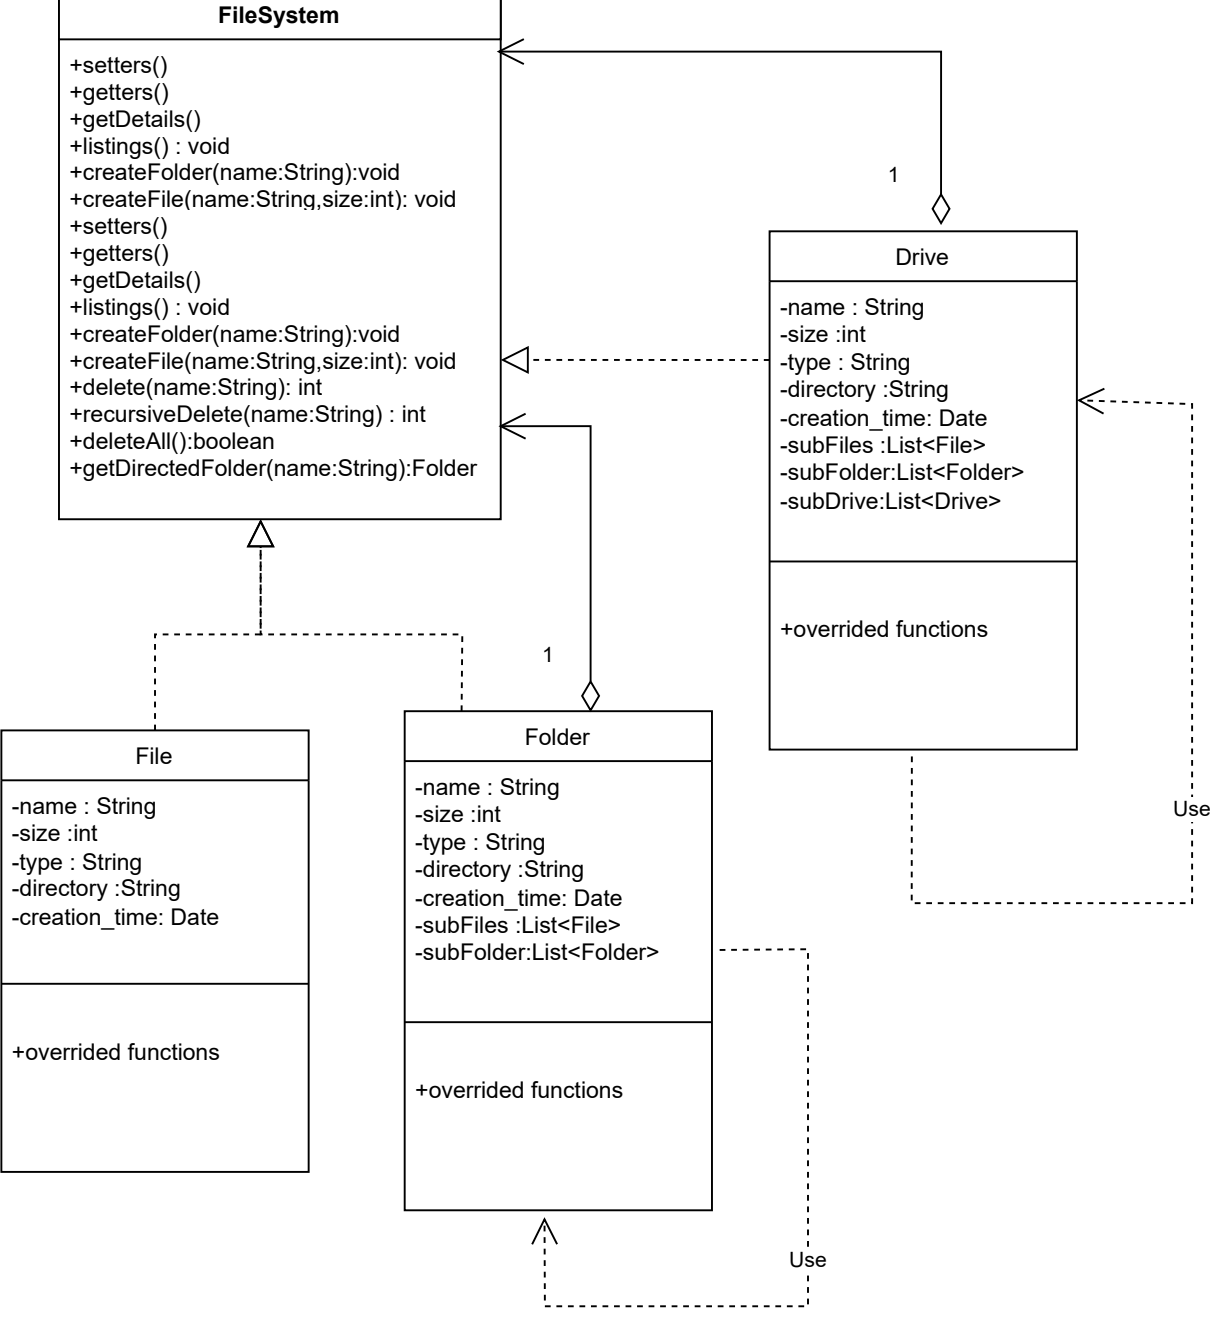 FileSystem
+setters()
+getters()
+getDetails()
+listings() : void
+createFolder(name:String):void
+createFile(name:String,size:int): void
+setters()
+getters()
+getDetails()
+listings() : void
+createFolder(name:String):void
+createFile(name:String,size:int): void
+delete(name:String): int
+recursiveDelete(name:String) : int
+deleteAll():boolean
+getDirectedFolder(name:String):Folder
1
Drive
-name : String
-size :int
-type : String
-directory :String
-creation_time: Date
-subFiles :List<File>
-subFolder:List<Folder>
-subDrive:List<Drive>
+overrided functions
Use
1
File
-name : String
-size :int
-type : String
-directory :String
-creation_time: Date
+overrided functions
Folder
-name : String
-size :int
-type : String
-directory :String
-creation_time: Date
-subFiles :List<File>
-subFolder:List<Folder>
+overrided functions
Use